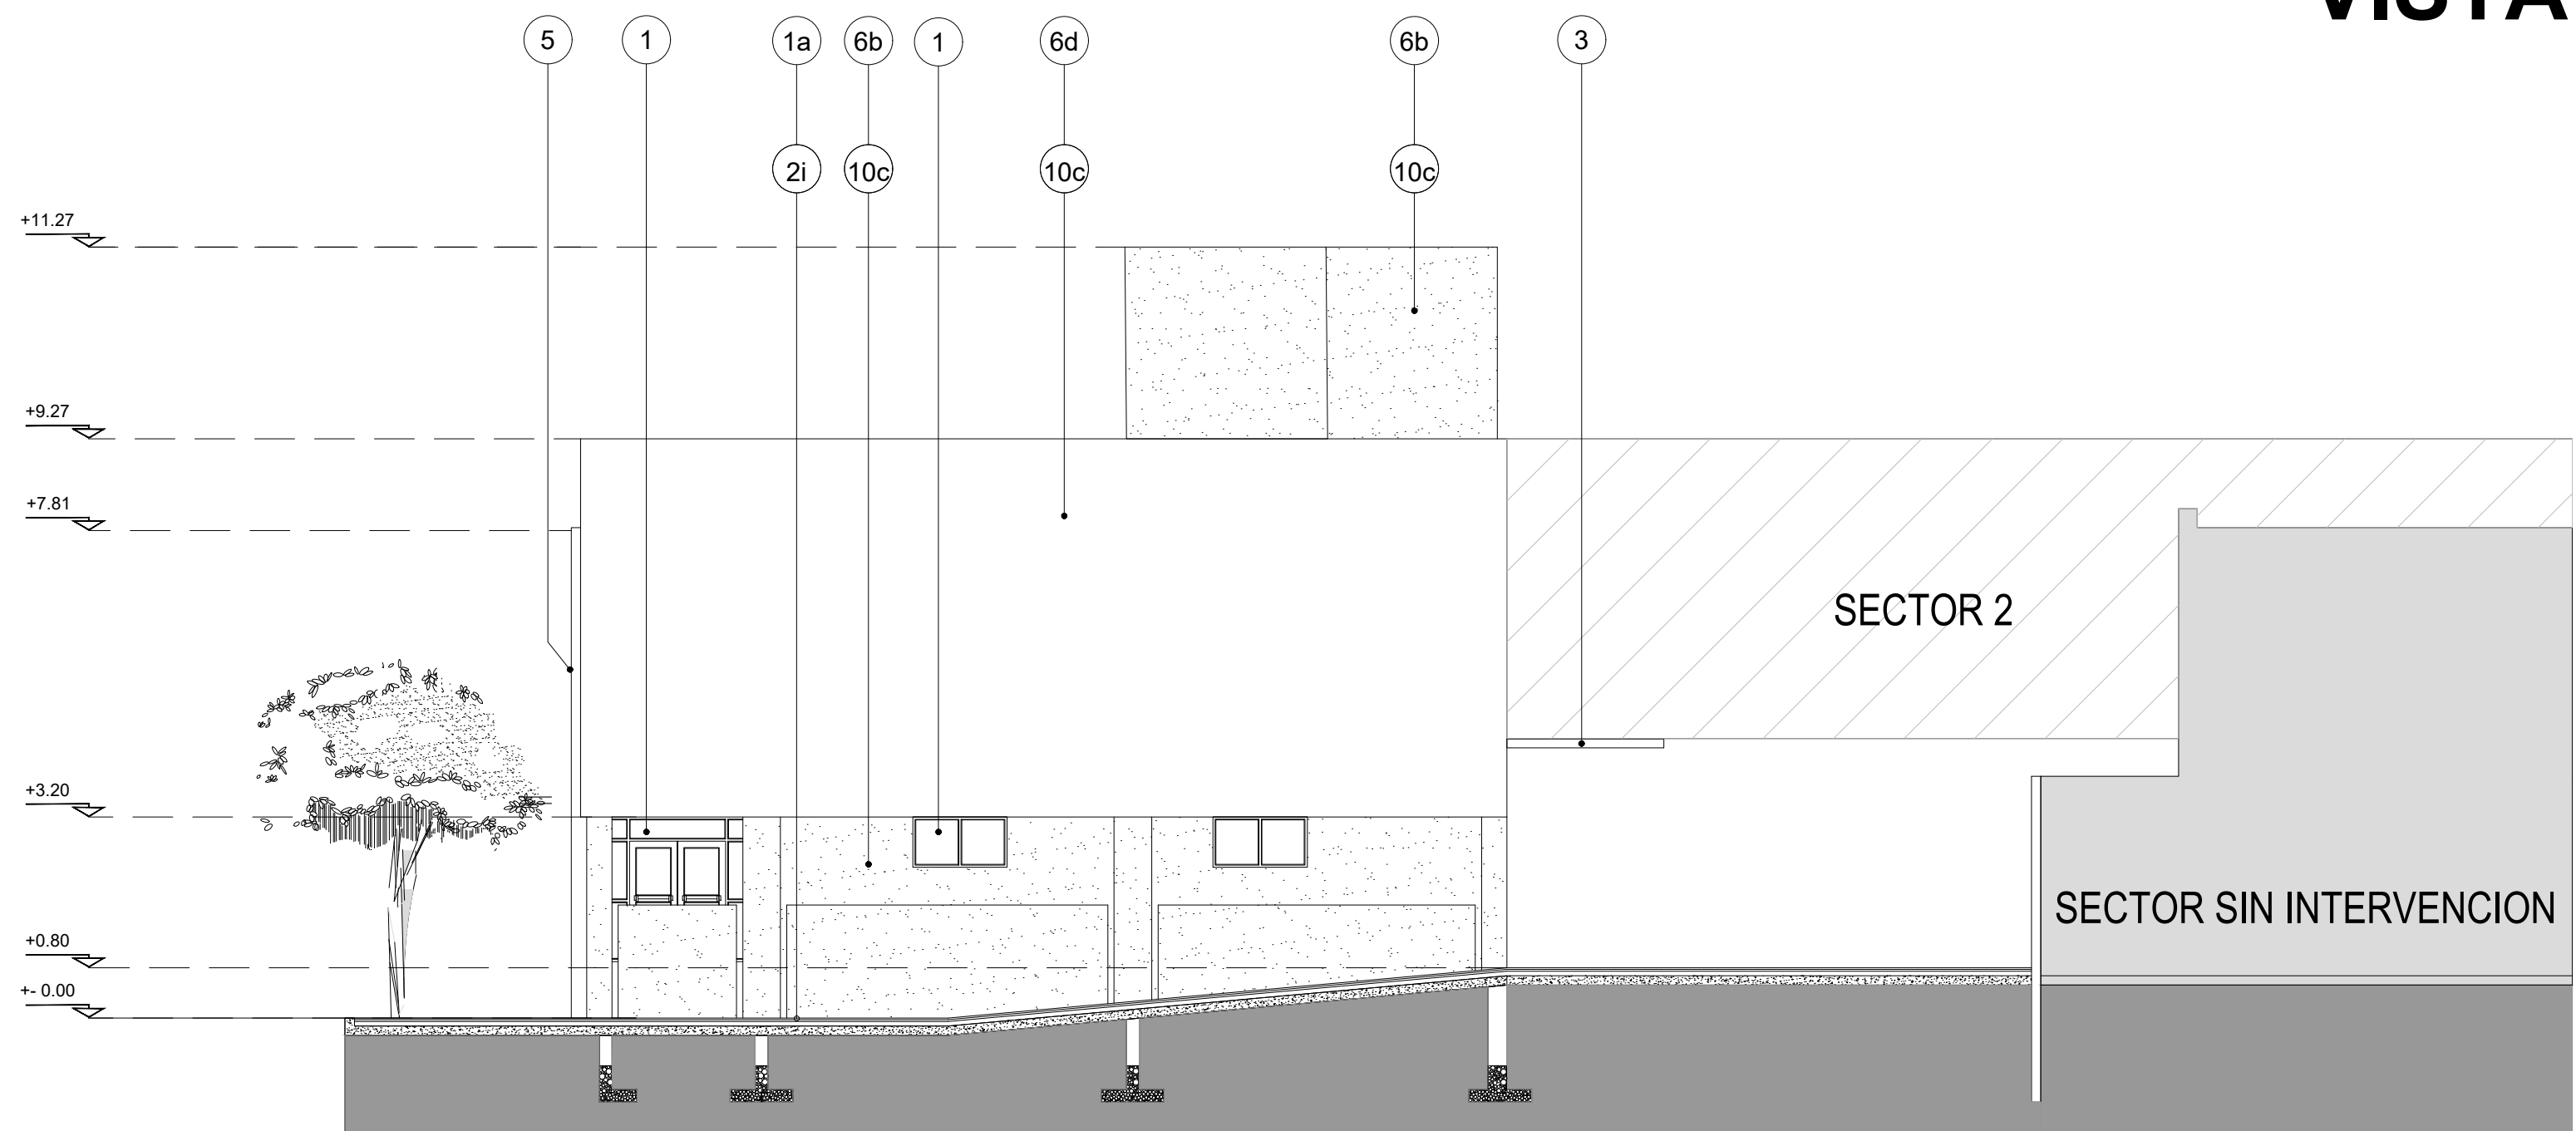 VISTA
5 1 1a 6b 1 6d 6b 3
2i 10c 10c 10c
+11.27
+9.27
+7.81
SECTOR 2
+3.20
SECTOR SIN INTERVENCION
+0.80
+- 0.00